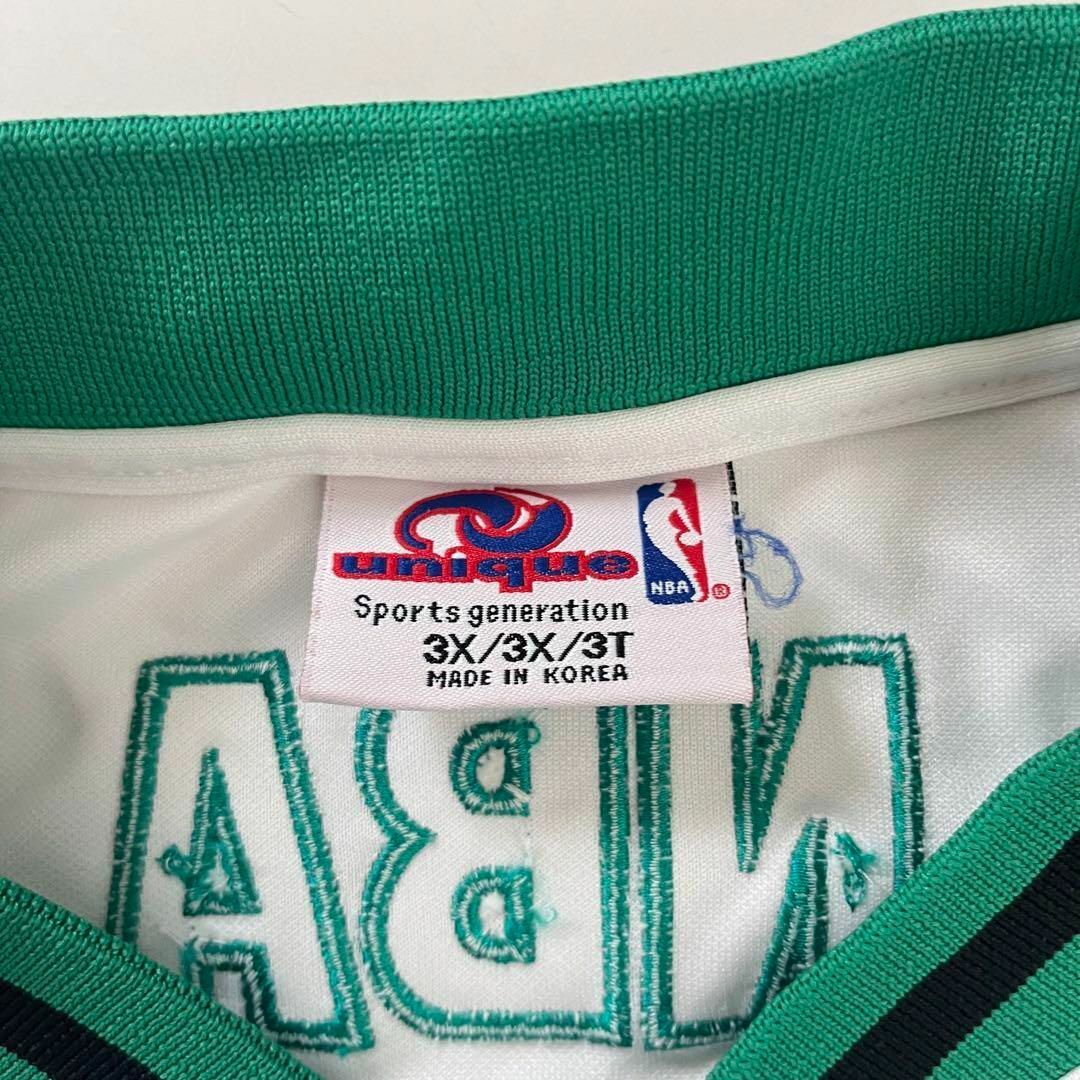 unique
NBA
Sports generation
3X/3X/3T
MADE IN KOREA
NBA